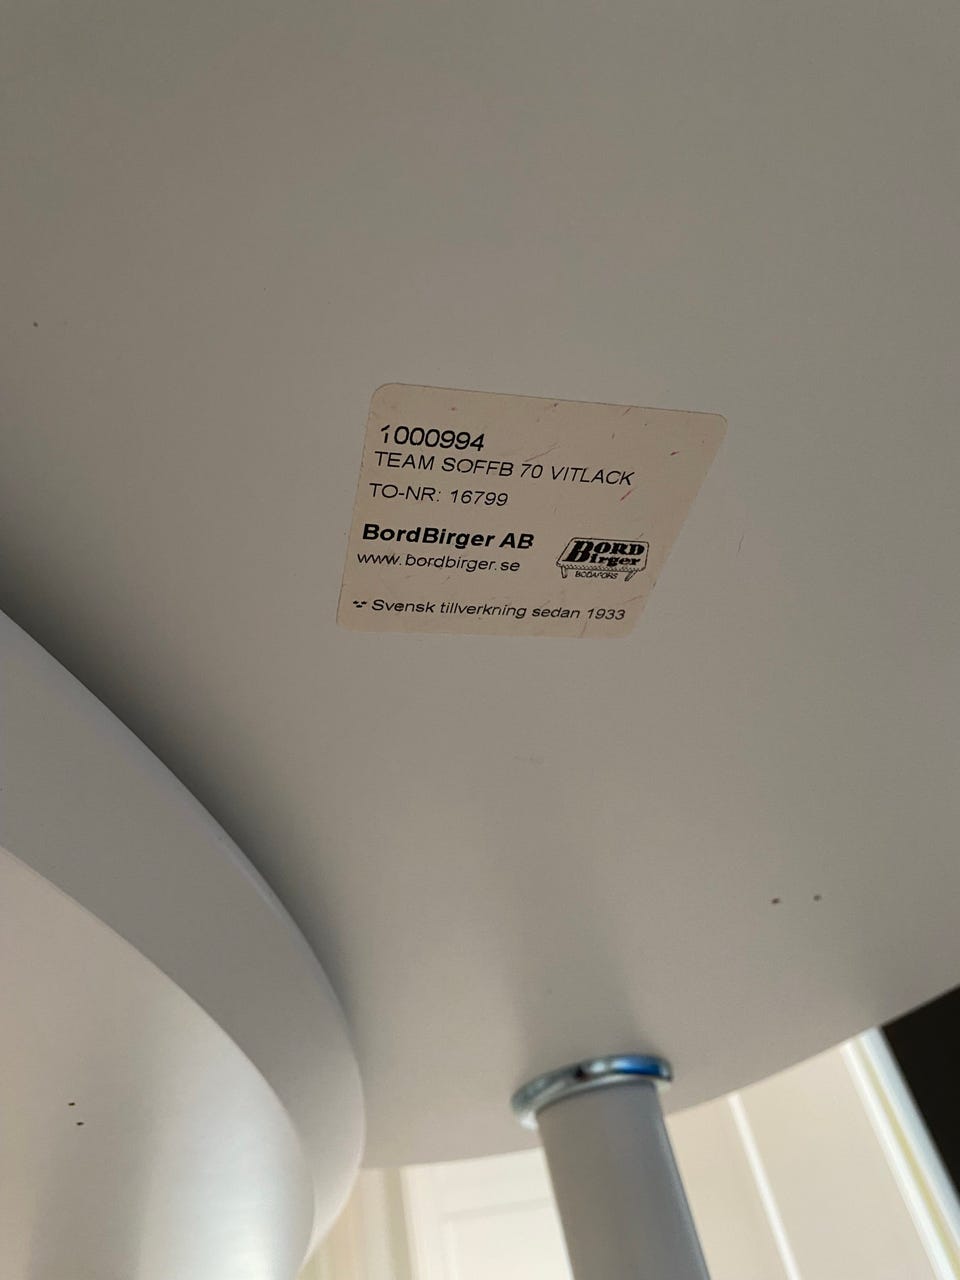 1000994
TEAM SOFFB 70 VITLACK
TO-NR: 16799
BordBirger AB
www.bordbirger.se
BORD
Birger
BODAFORS
Svensk tillverkning sedan 1933